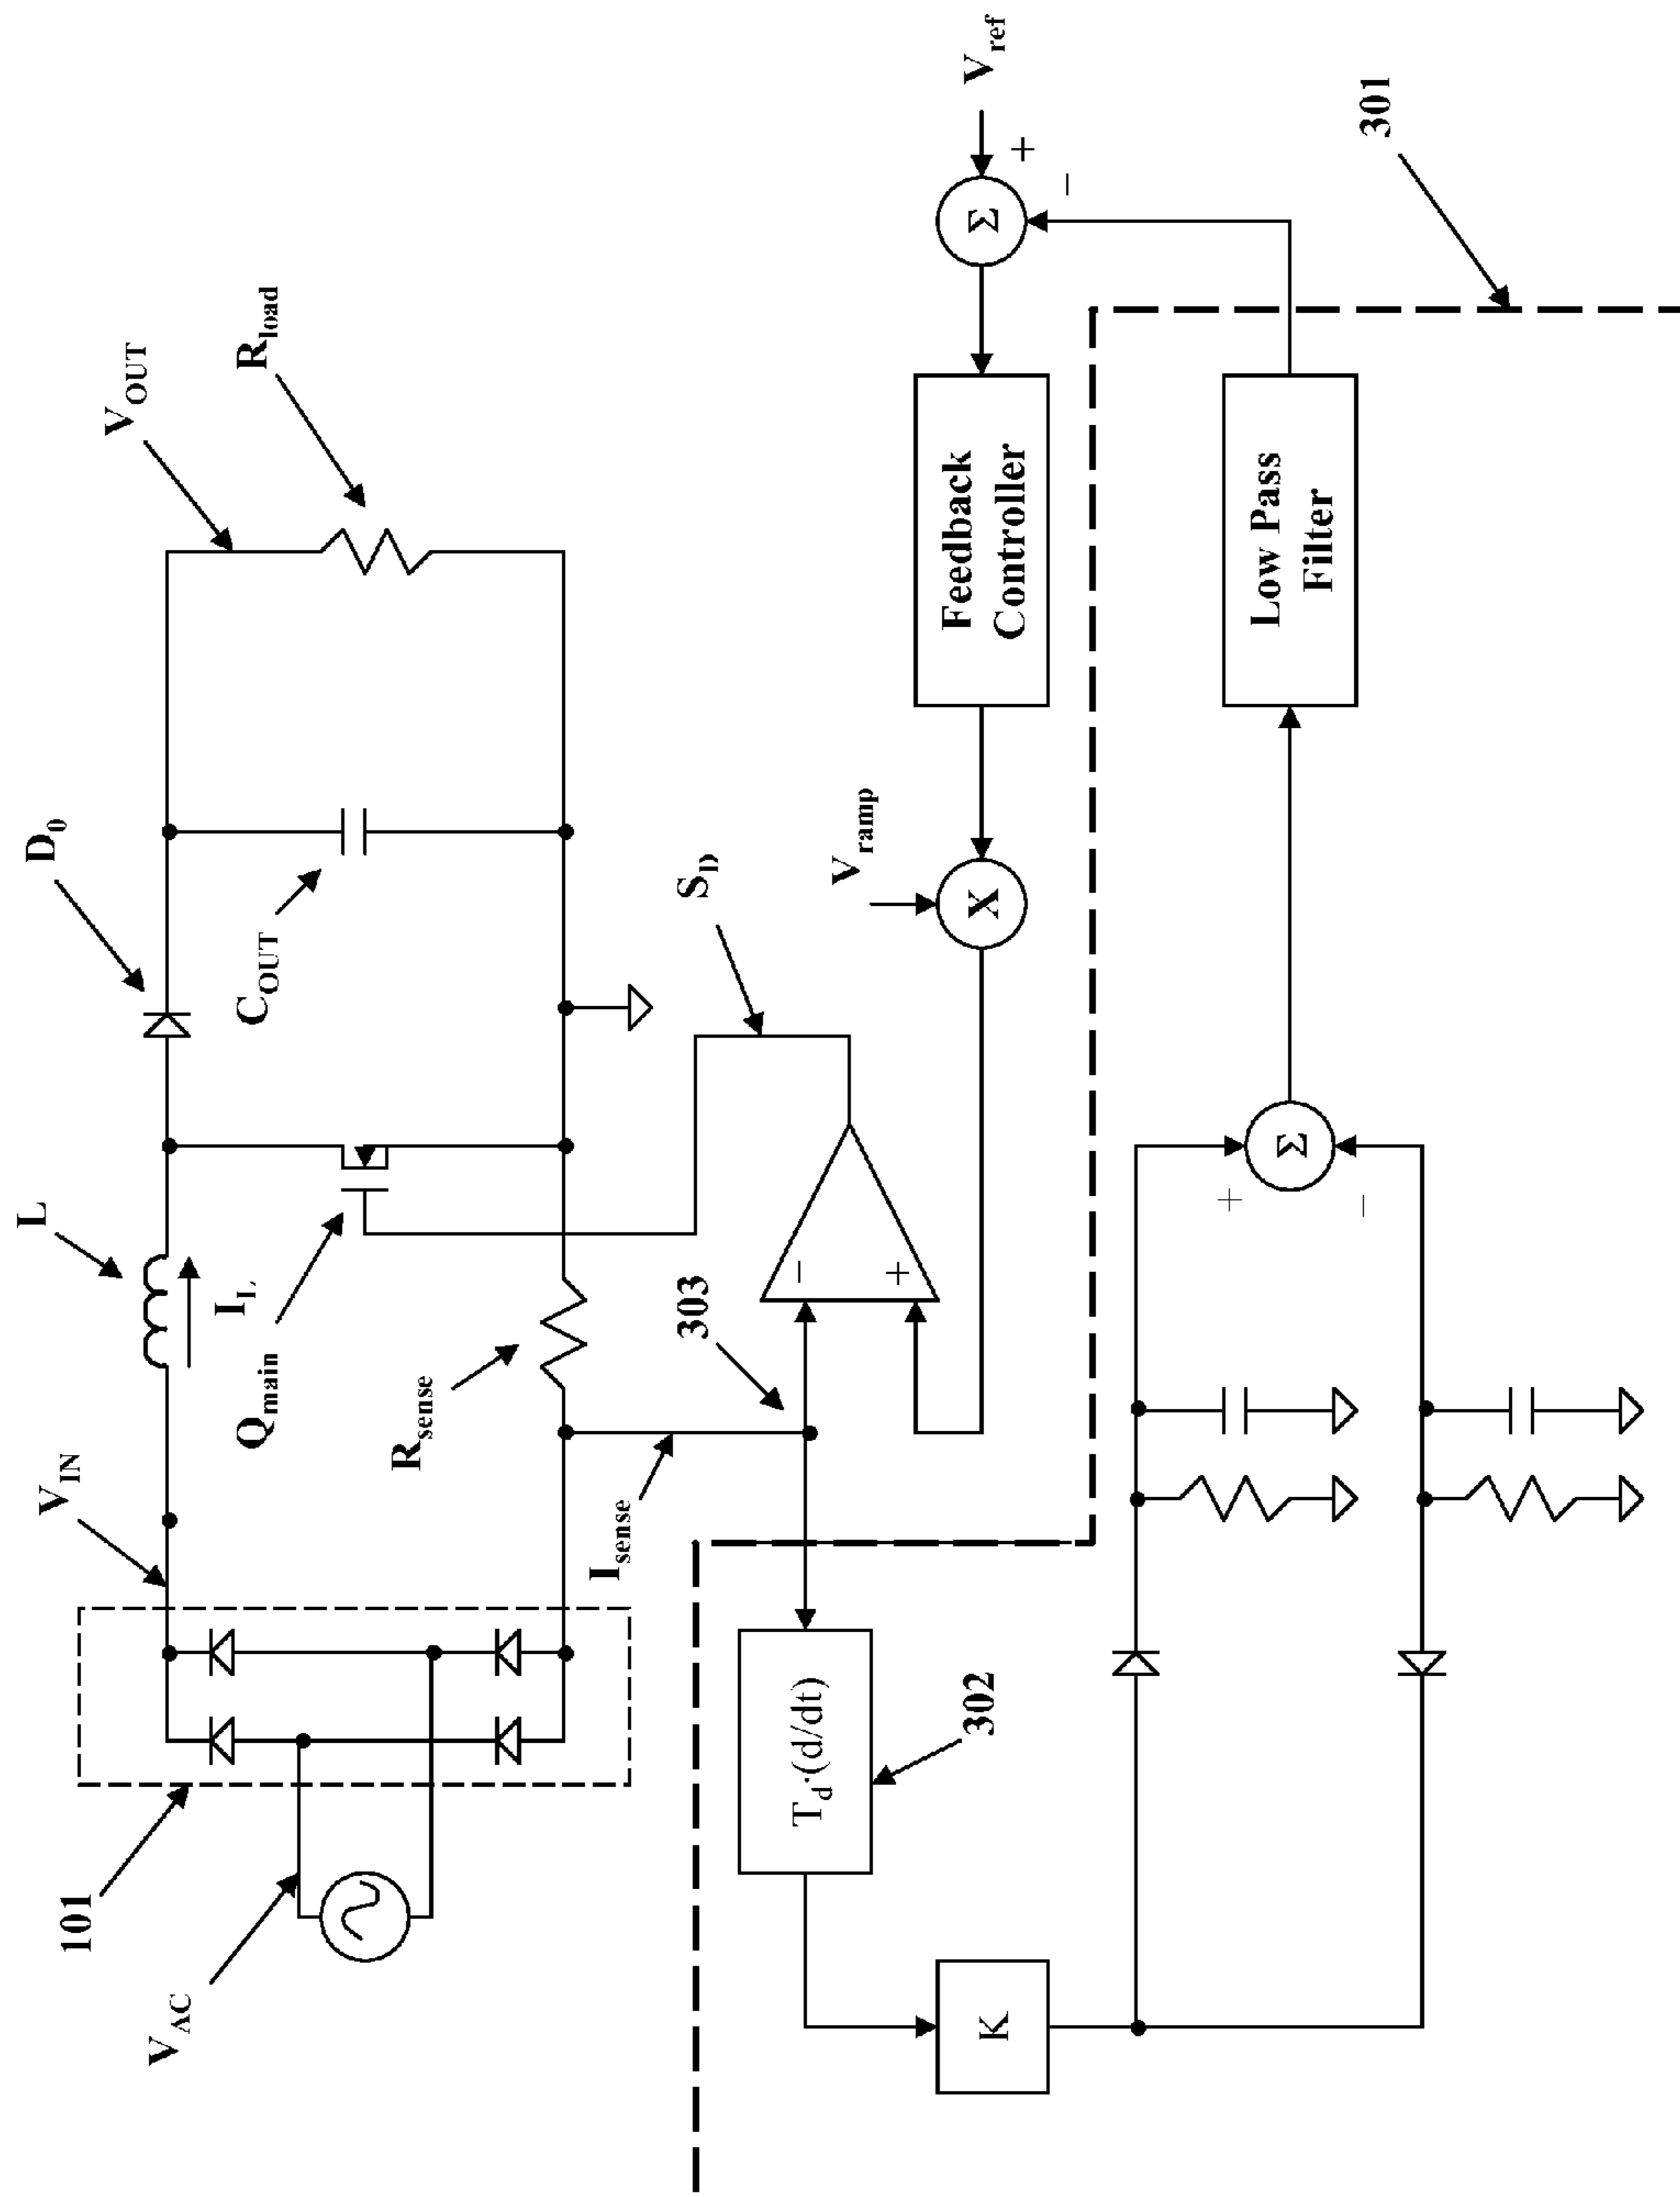 101
V_AC
V_IN
L
I_L
Q_main
D_0
C_OUT
V_OUT
R_load
R_sense
I_sense
303
S_D
−
+
V_ramp
X
Feedback
Controller
Σ
V_ref
+
−
301
T_d·(d/dt)
302
K
+
Σ
−
Low Pass
Filter